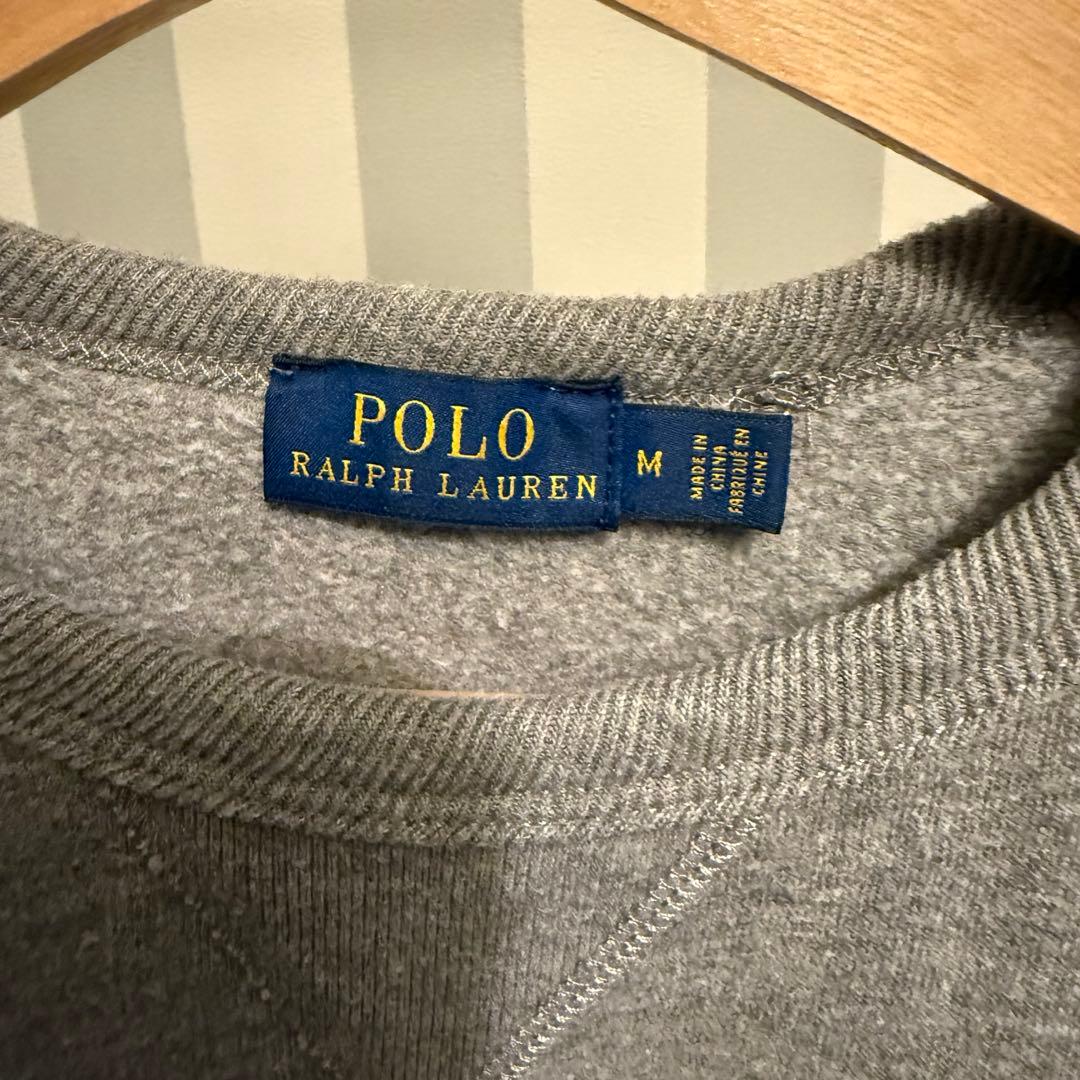 POLO
RALPH LAUREN
M
MADE IN
CHINA
FABRIQUÉ EN
CHINE